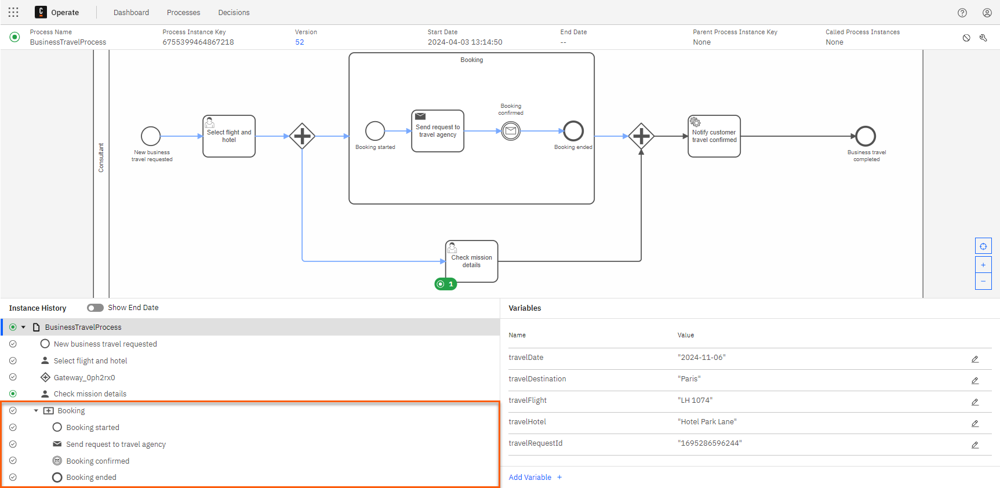 C Operate Dashboard Processes Decisions
Process Name Process Instance Key Version Start Date End Date Parent Process Instance Key Called Process Instances
BusinessTravelProcess 6755399464867218 52 2024-04-03 13:14:50 -- None None
Consultant
New business
travel requested
Select flight and
hotel
Booking
Booking started
Send request to
travel agency
Booking
confirmed
Booking ended
Notify customer
travel confirmed
Business travel
completed
Check mission
details
1
Instance History Show End Date
BusinessTravelProcess
New business travel requested
Select flight and hotel
Gateway_0ph2rx0
Check mission details
Booking
Booking started
Send request to travel agency
Booking confirmed
Booking ended
Variables
Name Value
travelDate "2024-11-06"
travelDestination "Paris"
travelFlight "LH 1074"
travelHotel "Hotel Park Lane"
travelRequestId "1695286596244"
Add Variable +